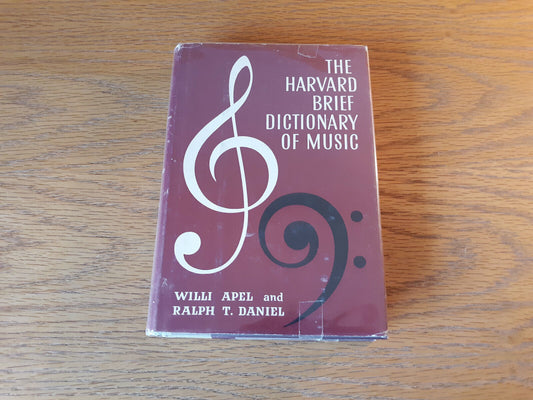 THE
HARVARD
BRIEF
DICTIONARY
OF MUSIC
WILLI APEL and
RALPH T. DANIEL